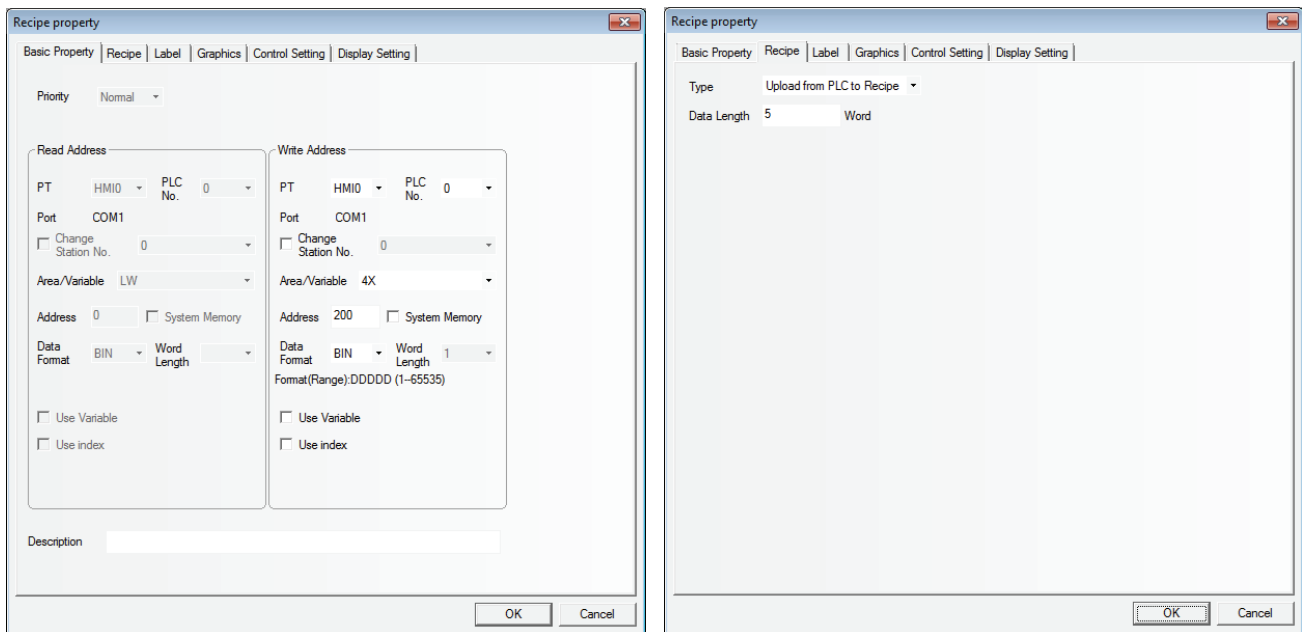 Recipe property
Basic Property Recipe Label Graphics Control Setting Display Setting
Priority Normal
Read Address
PT HMI0 PLC No. 0
Port COM1
Change Station No. 0
Area/Variable LW
Address 0 System Memory
Data Format BIN Word Length
Use Variable
Use index
Write Address
PT HMI0 PLC No. 0
Port COM1
Change Station No. 0
Area/Variable 4X
Address 200 System Memory
Data Format BIN Word Length 1
Format(Range):DDDDD (1--65535)
Use Variable
Use index
Description
OK Cancel
Recipe property
Basic Property Recipe Label Graphics Control Setting Display Setting
Type Upload from PLC to Recipe
Data Length 5 Word
OK Cancel